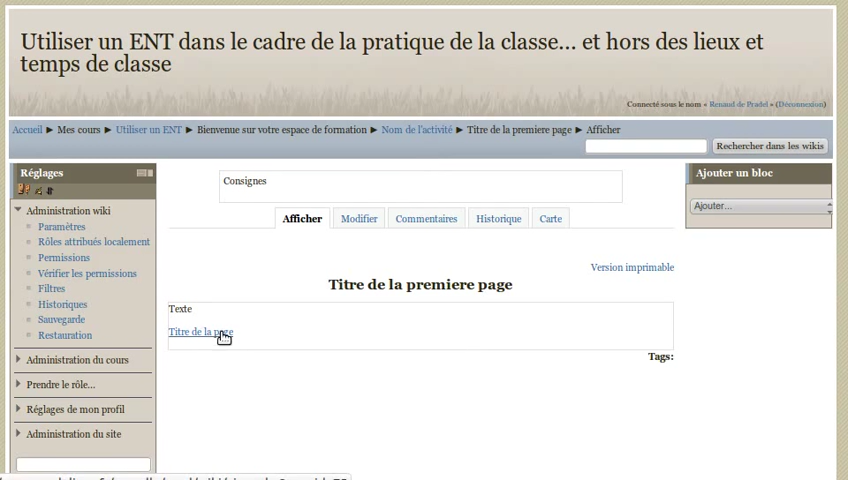 Utiliser un ENT dans le cadre de la pratique de la classe... et hors des lieux et
temps de classe
Connecté sous le nom « Renaud de Pradel » (Déconnexion)
Accueil ► Mes cours ► Utiliser un ENT ► Bienvenue sur votre espace de formation ► Nom de l'activité ► Titre de la premiere page ► Afficher
Rechercher dans les wikis
Réglages
Administration wiki
Paramètres
Rôles attribués localement
Permissions
Vérifier les permissions
Filtres
Historiques
Sauvegarde
Restauration
Administration du cours
Prendre le rôle...
Réglages de mon profil
Administration du site
Consignes
Afficher
Modifier
Commentaires
Historique
Carte
Version imprimable
Titre de la premiere page
Texte
Titre de la page
Tags:
Ajouter un bloc
Ajouter...